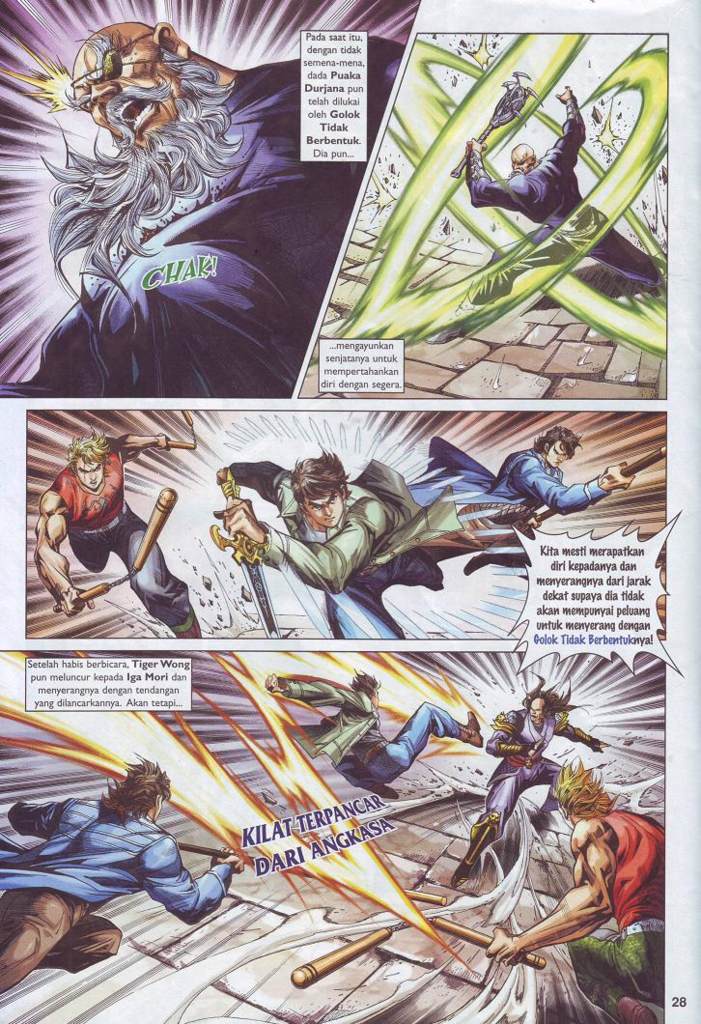 Pada saat itu,
dengan tidak
semena-mena,
dada Puaka
Durjana pun
telah dilukai
oleh Golok
Tidak
Berbentuk.
Dia pun...
CHAK!
...mengayunkan
senjatanya untuk
mempertahankan
diri dengan segera.
Kita mesti merapatkan
diri kepadanya dan
menyerangnya dari jarak
dekat supaya dia tidak
akan mempunyai peluang
untuk menyerang dengan
Golok Tidak Berbentuknya!
Setelah habis berbicara, Tiger Wong
pun meluncur kepada Iga Mori dan
menyerangnya dengan tendangan
yang dilancarkannya. Akan tetapi...
KILAT TERPANCAR
DARI ANGKASA
28